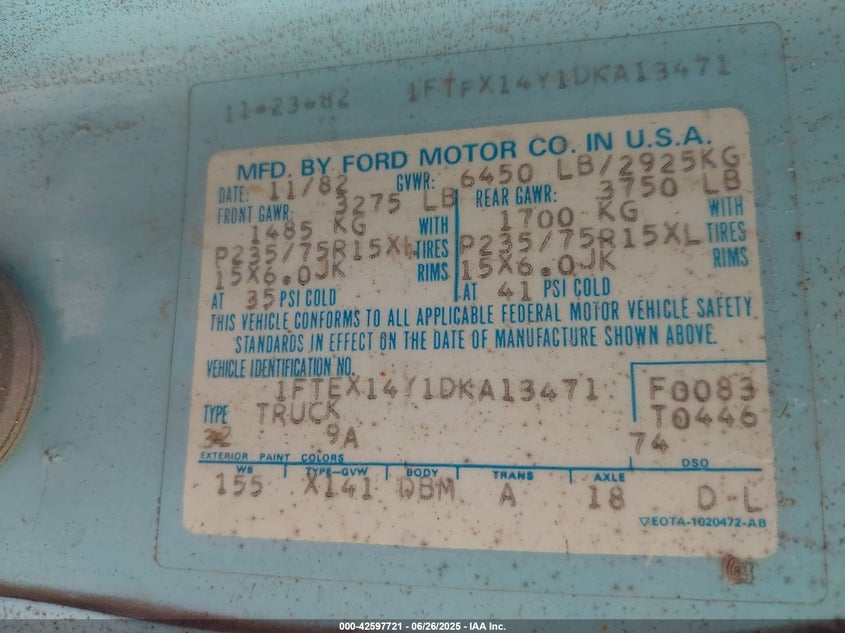 11*23*82 1FTFX14Y1DKA13471
MFD. BY FORD MOTOR CO. IN U.S.A.
DATE: 11/82 GVWR: 6450 LB/2925KG
FRONT GAWR: 3275 LB REAR GAWR: 3750 LB
1485 KG WITH 1700 KG WITH
P235/75R15XL TIRES P235/75R15XL TIRES
15X6.0JK RIMS 15X6.0JK RIMS
AT 35 PSI COLD AT 41 PSI COLD
THIS VEHICLE CONFORMS TO ALL APPLICABLE FEDERAL MOTOR VEHICLE SAFETY
STANDARDS IN EFFECT ON THE DATE OF MANUFACTURE SHOWN ABOVE.
VEHICLE IDENTIFICATION NO.
1FTEX14Y1DKA13471 F0083
TYPE TRUCK T0446
32 9A 74
EXTERIOR PAINT COLORS DSO
WB TYPE-GVW BODY TRANS AXLE
155 X141 DBM A 18 D-L
▽EOTA-1020472-AB
000-42597721 - 06/26/2025 - IAA Inc.